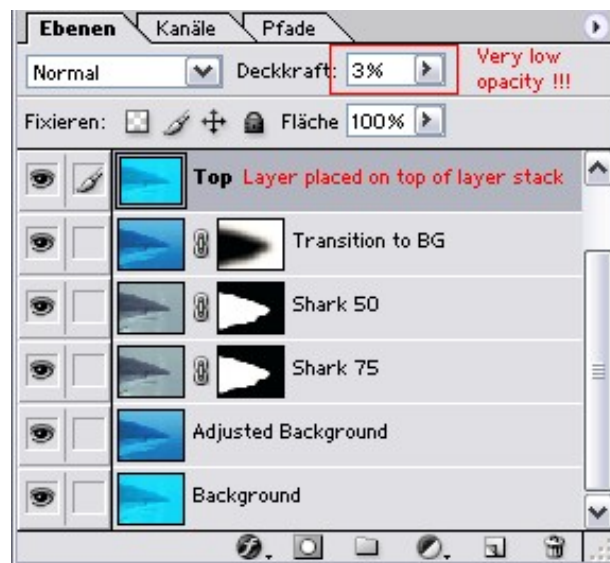 Ebenen Kanäle Pfade
Normal Deckkraft: 3% Very low
opacity !!!
Fixieren: Fläche 100%
Top Layer placed on top of layer stack
Transition to BG
Shark 50
Shark 75
Adjusted Background
Background